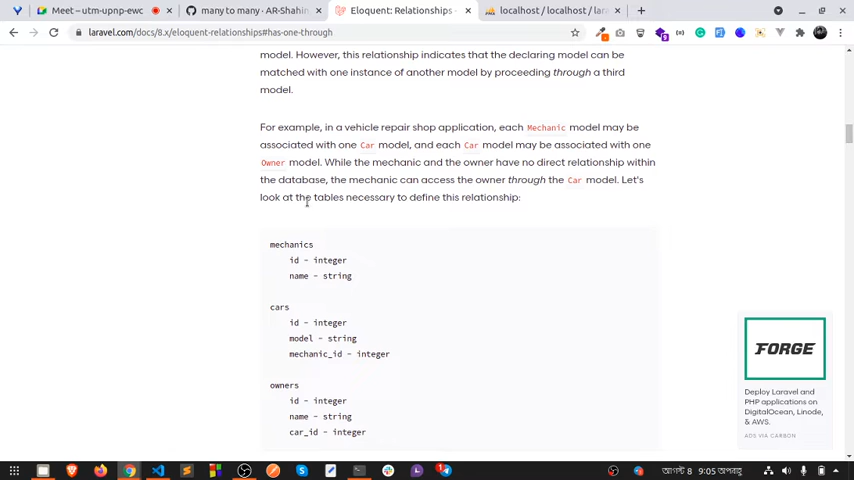 Meet – utm-upnp-ewc
many to many · AR-Shahin
Eloquent: Relationships -
localhost / localhost / lara
laravel.com/docs/8.x/eloquent-relationships#has-one-through
model. However, this relationship indicates that the declaring model can be
matched with one instance of another model by proceeding through a third
model.
For example, in a vehicle repair shop application, each Mechanic model may be
associated with one Car model, and each Car model may be associated with one
Owner model. While the mechanic and the owner have no direct relationship within
the database, the mechanic can access the owner through the Car model. Let's
look at the tables necessary to define this relationship:
mechanics
id - integer
name - string
cars
id - integer
model - string
mechanic_id - integer
owners
id - integer
name - string
car_id - integer
FORGE
Deploy Laravel and
PHP applications on
DigitalOcean, Linode,
& AWS.
ADS VIA CARBON
আগস্ট 8 9:05 অপরাহ্ণ